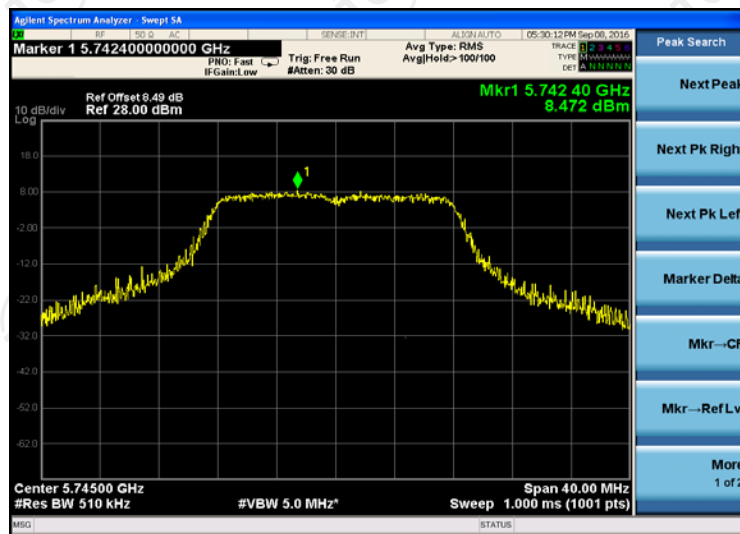 Agilent Spectrum Analyzer - Swept SA
RF 50 Ω AC SENSE:INT ALIGN AUTO 05:30:12 PM Sep 08, 2016
Marker 1 5.742400000000 GHz
PNO: Fast
IFGain:Low
Trig: Free Run
#Atten: 30 dB
Avg Type: RMS
Avg|Hold:>100/100
TRACE 1 2 3 4 5 6
TYPE M
DET A N N N N N
Ref Offset 8.49 dB
Ref 28.00 dBm
10 dB/div
Log
Mkr1 5.742 40 GHz
8.472 dBm
1
18.0
8.00
-2.00
-12.0
-22.0
-32.0
-42.0
-52.0
-62.0
Center 5.74500 GHz
#Res BW 510 kHz
#VBW 5.0 MHz*
Span 40.00 MHz
Sweep 1.000 ms (1001 pts)
MSG
STATUS
Peak Search
Next Peak
Next Pk Righ
Next Pk Lef
Marker Delta
Mkr→CF
Mkr→Ref Lv
More
1 of 2